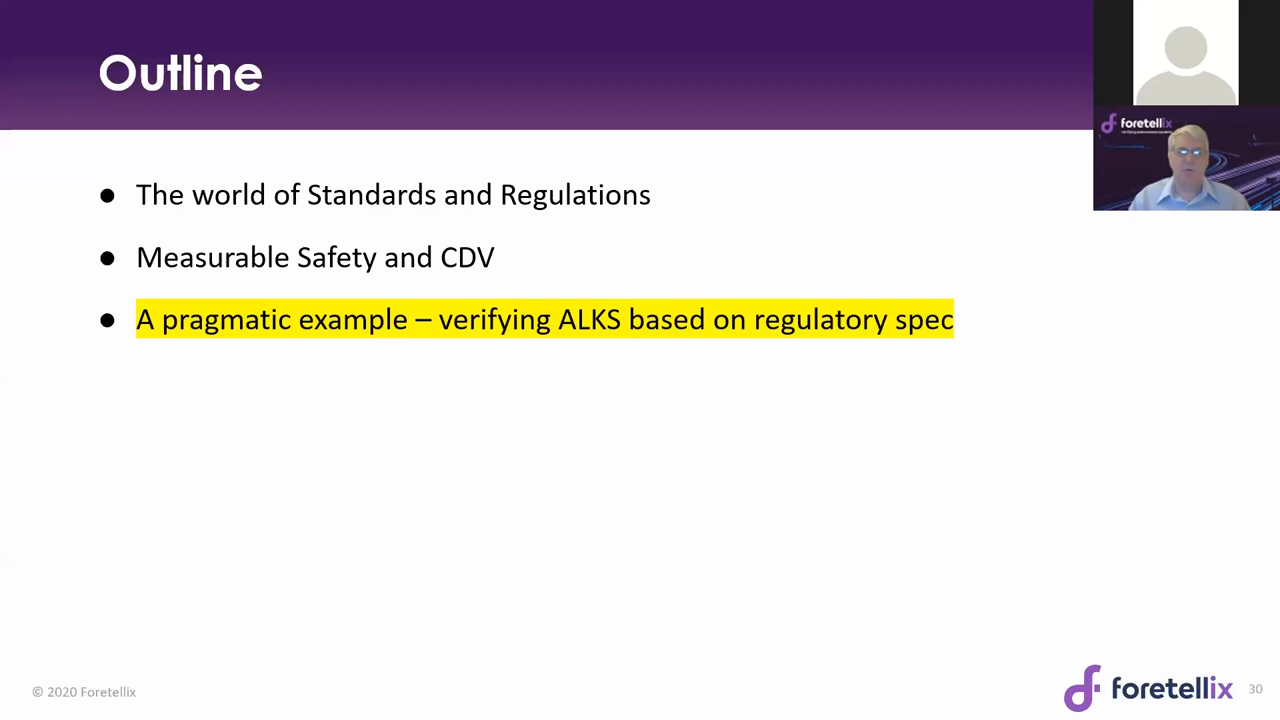 Outline
foretellix
● The world of Standards and Regulations
● Measurable Safety and CDV
● A pragmatic example – verifying ALKS based on regulatory spec
© 2020 Foretellix
foretellix
30